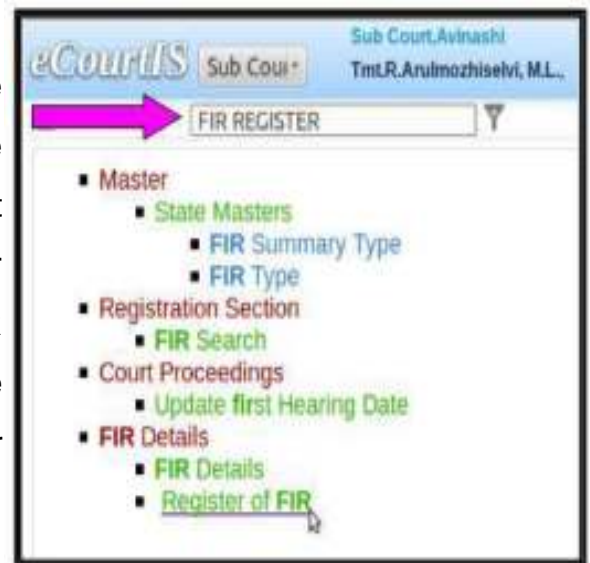 Sub Court,Avinashi
eCourtIS Sub Cour
Tmt.R.Arulmozhiselvi, M.L.,
FIR REGISTER
Master
State Masters
FIR Summary Type
FIR Type
Registration Section
FIR Search
Court Proceedings
Update first Hearing Date
FIR Details
FIR Details
Register of FIR